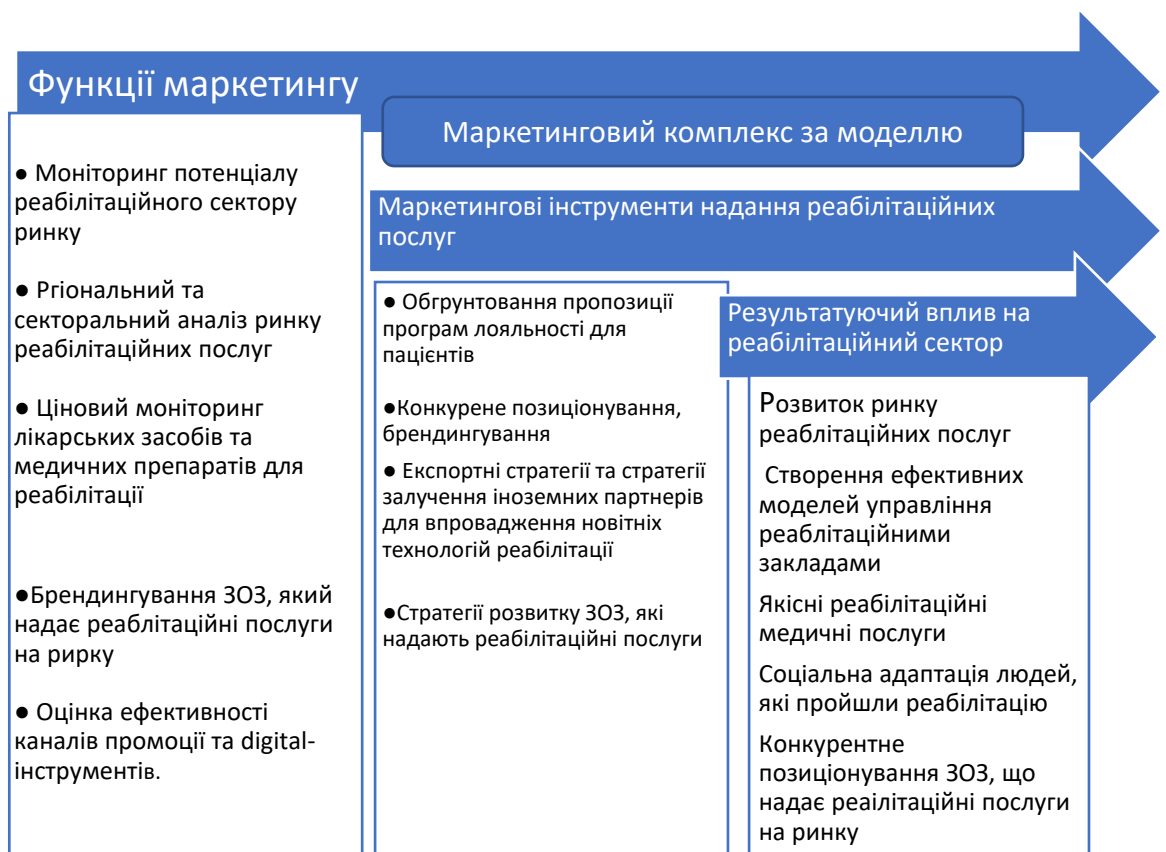 Функції маркетингу
Маркетинговий комплекс за моделлю
● Моніторинг потенціалу
реабілітаційного сектору
ринку
● Ргіональний та
секторальний аналіз ринку
реабілітаційних послуг
● Ціновий моніторинг
лікарських засобів та
медичних препаратів для
реабілітації
●Брендингування ЗОЗ, який
надає реаблітаційні послуги
на рирку
● Оцінка ефективності
каналів промоції та digital-
інструментів.
Маркетингові інструменти надання реабілітаційних
послуг
● Обгрунтовання пропозиції
програм лояльності для
пацієнтів
●Конкурене позиціонування,
брендингування
● Експортні стратегії та стратегії
залучення іноземних партнерів
для впровадження новітніх
технологій реабілітації
●Стратегії розвитку ЗОЗ, які
надають реабілітаційні послуги
Результатуючий вплив на
реабілітаційний сектор
Розвиток ринку
реаблітаційних послуг
Створення ефективних
моделей управління
реаблітаційними
закладами
Якісні реабілітаційні
медичні послуги
Соціальна адаптація людей,
які пройшли реабілітацію
Конкурентне
позиціонування ЗОЗ, що
надає реаілітаційні послуги
на ринку